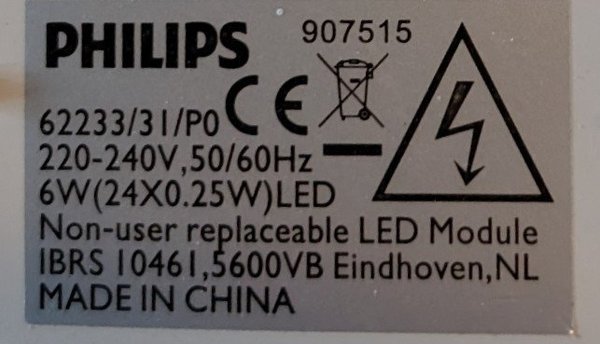 PHILIPS 907515
62233/31/P0 CE
220-240V,50/60Hz
6W(24X0.25W)LED
Non-user replaceable LED Module
IBRS 10461,5600VB Eindhoven,NL
MADE IN CHINA